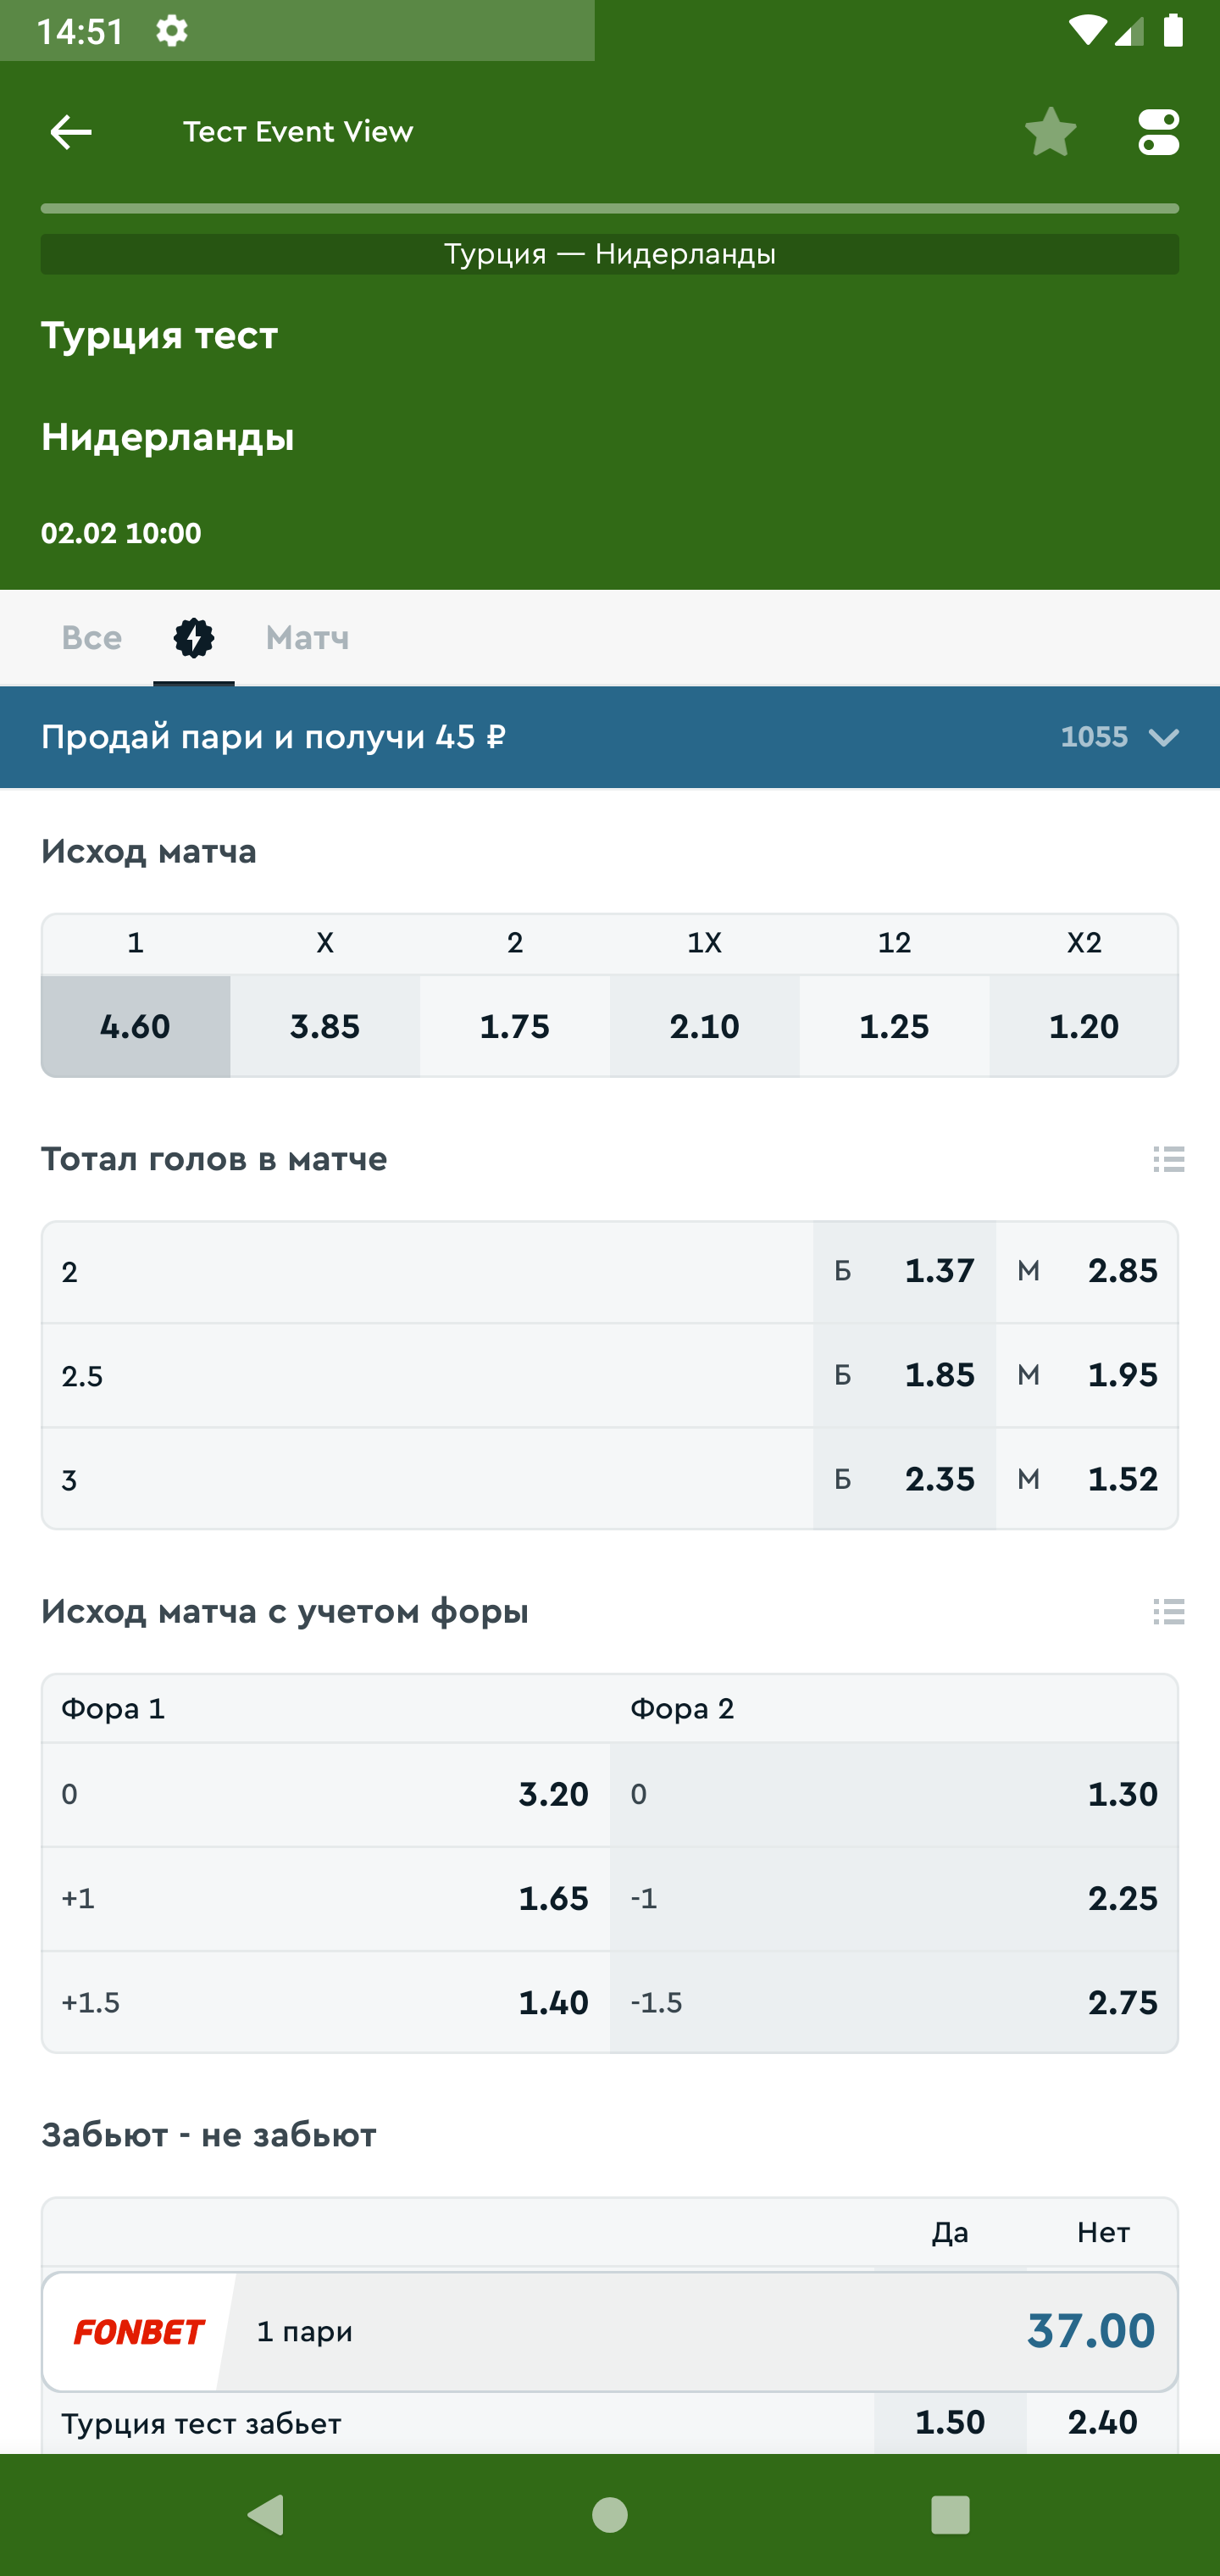 14:51
Тест Event View
Турция — Нидерланды
Турция тест
Нидерланды
02.02 10:00
Все Матч
Продай пари и получи 45 ₽ 1055
Исход матча
1 X 2 1X 12 X2
4.60 3.85 1.75 2.10 1.25 1.20
Тотал голов в матче
2 Б 1.37 М 2.85
2.5 Б 1.85 М 1.95
3 Б 2.35 М 1.52
Исход матча с учетом форы
Фора 1 Фора 2
0 3.20 0 1.30
+1 1.65 -1 2.25
+1.5 1.40 -1.5 2.75
Забьют - не забьют
Да Нет
FONBET 1 пари 37.00
Турция тест забьет 1.50 2.40